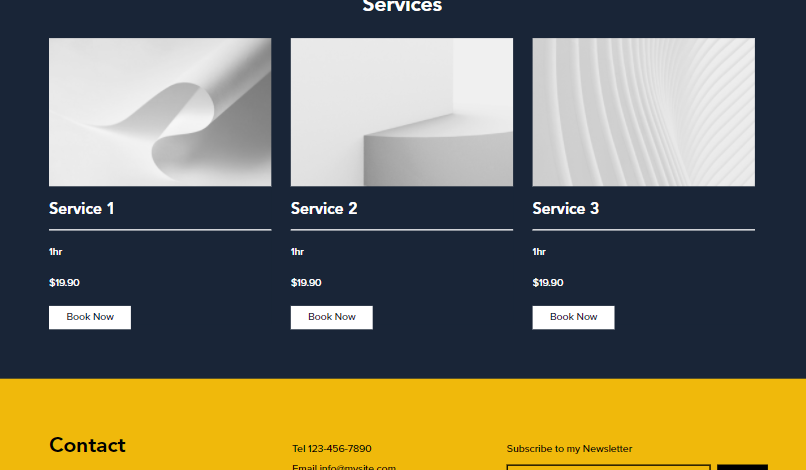 Services
Service 1
Service 2
Service 3
1hr
1hr
1hr
$19.90
$19.90
$19.90
Book Now
Book Now
Book Now
Contact
Tel 123-456-7890
Subscribe to my Newsletter
Email info@mysite.com